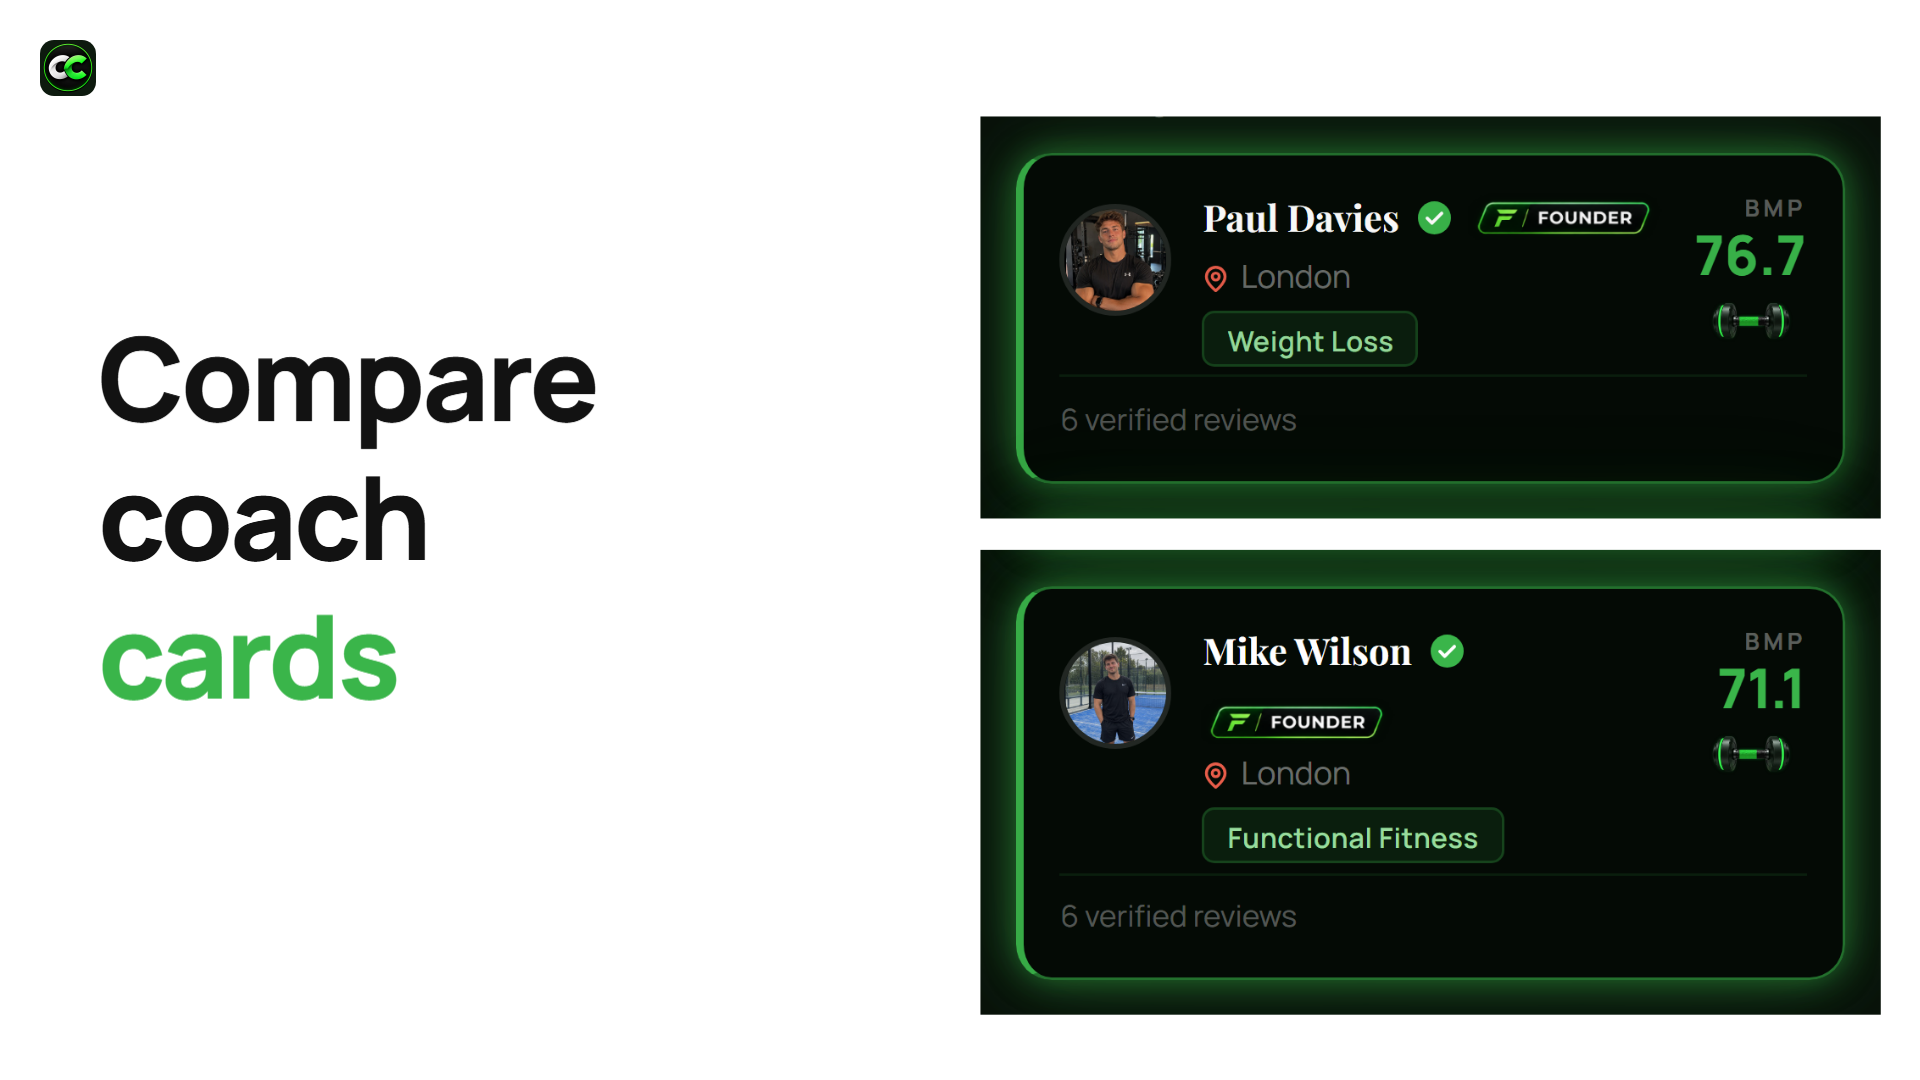 CC
Compare
coach
cards
Paul Davies
F / FOUNDER
BMP
76.7
London
Weight Loss
6 verified reviews
Mike Wilson
BMP
71.1
F / FOUNDER
London
Functional Fitness
6 verified reviews